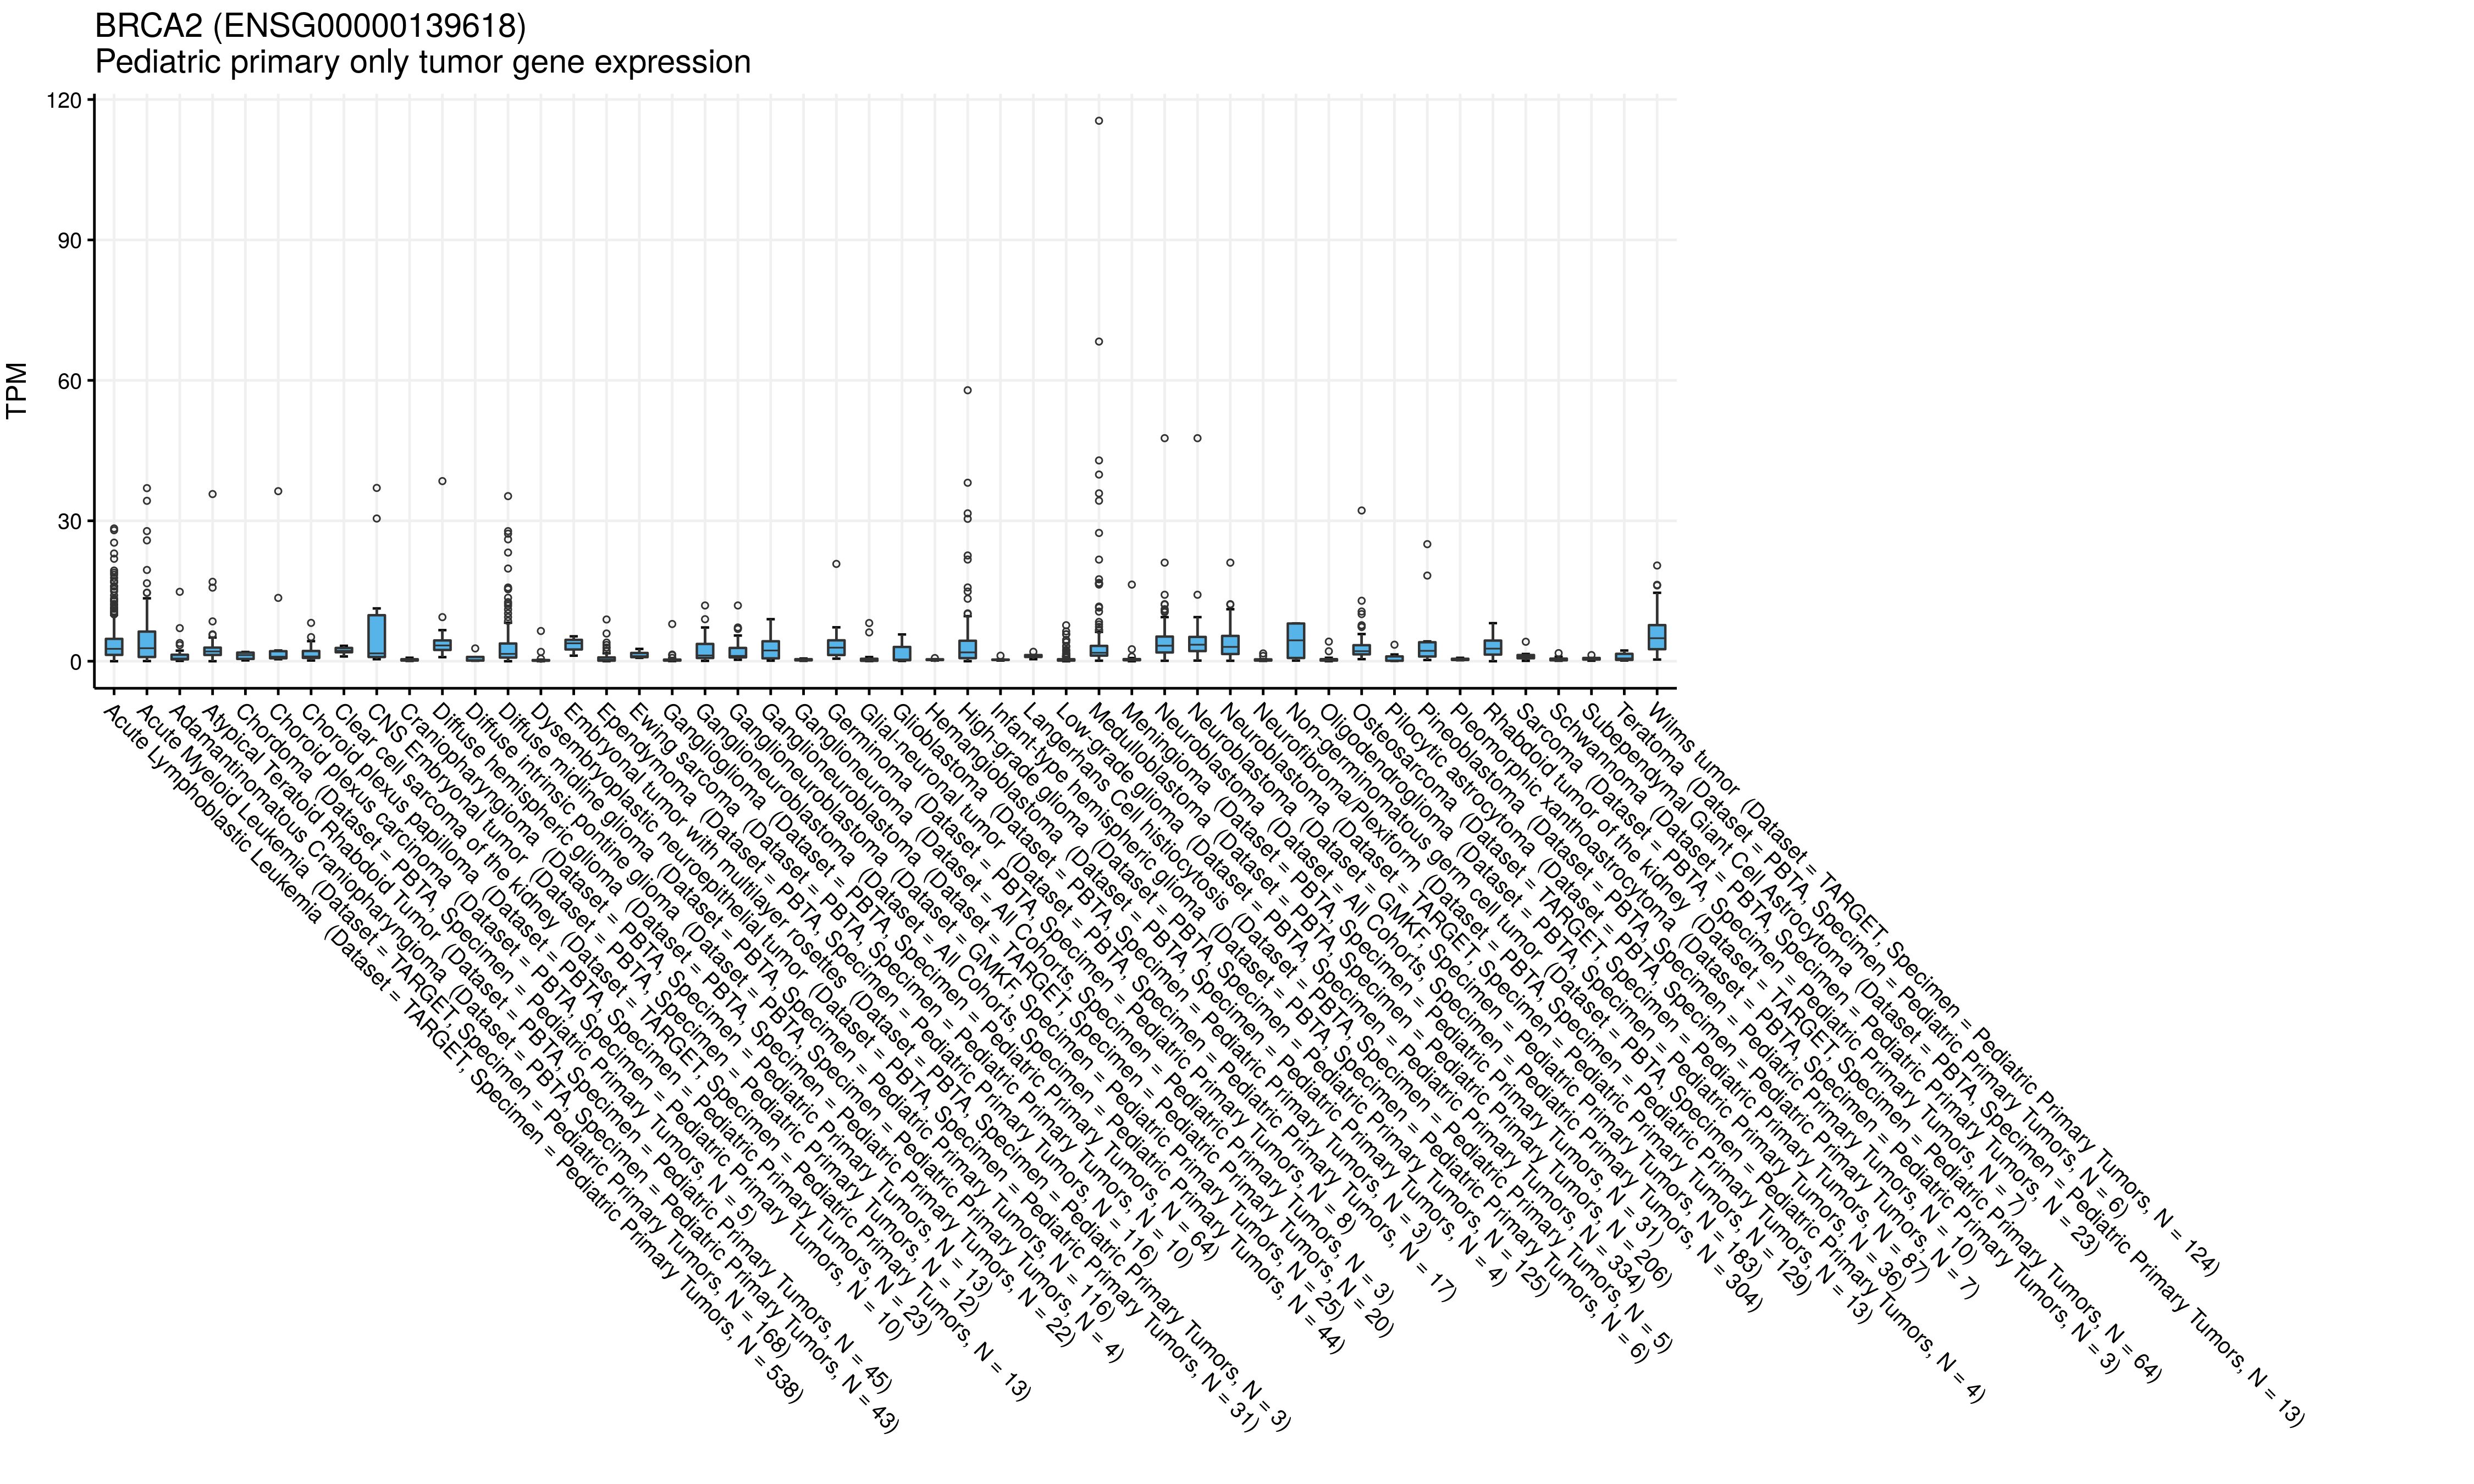 BRCA2 (ENSG00000139618)
Pediatric primary only tumor gene expression
TPM
120
90
60
30
0
Acute Lymphoblastic Leukemia (Dataset = TARGET, Specimen = Pediatric Primary Tumors, N = 538)
Acute Myeloid Leukemia (Dataset = TARGET, Specimen = Pediatric Primary Tumors, N = 168)
Adamantinomatous Craniopharyngioma (Dataset = PBTA, Specimen = Pediatric Primary Tumors, N = 43)
Atypical Teratoid Rhabdoid Tumor (Dataset = PBTA, Specimen = Pediatric Primary Tumors, N = 45)
Chordoma (Dataset = PBTA, Specimen = Pediatric Primary Tumors, N = 5)
Choroid plexus carcinoma (Dataset = PBTA, Specimen = Pediatric Primary Tumors, N = 10)
Choroid plexus papilloma (Dataset = PBTA, Specimen = Pediatric Primary Tumors, N = 23)
Clear cell sarcoma of the kidney (Dataset = TARGET, Specimen = Pediatric Primary Tumors, N = 13)
CNS Embryonal tumor (Dataset = PBTA, Specimen = Pediatric Primary Tumors, N = 12)
Craniopharyngioma (Dataset = PBTA, Specimen = Pediatric Primary Tumors, N = 13)
Diffuse hemispheric glioma (Dataset = PBTA, Specimen = Pediatric Primary Tumors, N = 22)
Diffuse intrinsic pontine glioma (Dataset = PBTA, Specimen = Pediatric Primary Tumors, N = 4)
Diffuse midline glioma (Dataset = PBTA, Specimen = Pediatric Primary Tumors, N = 116)
Dysembryoplastic neuroepithelial tumor (Dataset = PBTA, Specimen = Pediatric Primary Tumors, N = 31)
Embryonal tumor with multilayer rosettes (Dataset = PBTA, Specimen = Pediatric Primary Tumors, N = 3)
Ependymoma (Dataset = PBTA, Specimen = Pediatric Primary Tumors, N = 116)
Ewing sarcoma (Dataset = PBTA, Specimen = Pediatric Primary Tumors, N = 10)
Ganglioglioma (Dataset = PBTA, Specimen = Pediatric Primary Tumors, N = 64)
Ganglioneuroblastoma (Dataset = All Cohorts, Specimen = Pediatric Primary Tumors, N = 44)
Ganglioneuroblastoma (Dataset = GMKF, Specimen = Pediatric Primary Tumors, N = 25)
Ganglioneuroblastoma (Dataset = TARGET, Specimen = Pediatric Primary Tumors, N = 20)
Ganglioneuroma (Dataset = All Cohorts, Specimen = Pediatric Primary Tumors, N = 3)
Germinoma (Dataset = PBTA, Specimen = Pediatric Primary Tumors, N = 8)
Glial-neuronal tumor (Dataset = PBTA, Specimen = Pediatric Primary Tumors, N = 17)
Glioblastoma (Dataset = PBTA, Specimen = Pediatric Primary Tumors, N = 3)
Hemangioblastoma (Dataset = PBTA, Specimen = Pediatric Primary Tumors, N = 4)
High-grade glioma (Dataset = PBTA, Specimen = Pediatric Primary Tumors, N = 125)
Infant-type hemispheric glioma (Dataset = PBTA, Specimen = Pediatric Primary Tumors, N = 6)
Langerhans Cell histiocytosis (Dataset = PBTA, Specimen = Pediatric Primary Tumors, N = 5)
Low-grade glioma (Dataset = PBTA, Specimen = Pediatric Primary Tumors, N = 334)
Medulloblastoma (Dataset = PBTA, Specimen = Pediatric Primary Tumors, N = 206)
Meningioma (Dataset = PBTA, Specimen = Pediatric Primary Tumors, N = 31)
Neuroblastoma (Dataset = All Cohorts, Specimen = Pediatric Primary Tumors, N = 304)
Neuroblastoma (Dataset = GMKF, Specimen = Pediatric Primary Tumors, N = 183)
Neuroblastoma (Dataset = TARGET, Specimen = Pediatric Primary Tumors, N = 129)
Neurofibroma/Plexiform (Dataset = PBTA, Specimen = Pediatric Primary Tumors, N = 13)
Non-germinomatous germ cell tumor (Dataset = PBTA, Specimen = Pediatric Primary Tumors, N = 4)
Oligodendroglioma (Dataset = PBTA, Specimen = Pediatric Primary Tumors, N = 36)
Osteosarcoma (Dataset = TARGET, Specimen = Pediatric Primary Tumors, N = 87)
Pilocytic astrocytoma (Dataset = PBTA, Specimen = Pediatric Primary Tumors, N = 7)
Pineoblastoma (Dataset = PBTA, Specimen = Pediatric Primary Tumors, N = 10)
Pleomorphic xanthoastrocytoma (Dataset = PBTA, Specimen = Pediatric Primary Tumors, N = 3)
Rhabdoid tumor of the kidney (Dataset = TARGET, Specimen = Pediatric Primary Tumors, N = 64)
Sarcoma (Dataset = PBTA, Specimen = Pediatric Primary Tumors, N = 7)
Schwannoma (Dataset = PBTA, Specimen = Pediatric Primary Tumors, N = 23)
Subependymal Giant Cell Astrocytoma (Dataset = PBTA, Specimen = Pediatric Primary Tumors, N = 13)
Teratoma (Dataset = PBTA, Specimen = Pediatric Primary Tumors, N = 6)
Wilms tumor (Dataset = TARGET, Specimen = Pediatric Primary Tumors, N = 124)